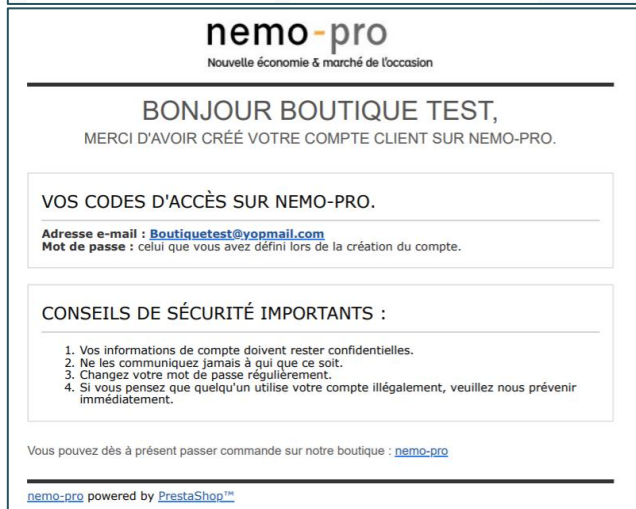 nemo-pro
Nouvelle économie & marché de l'occasion
BONJOUR BOUTIQUE TEST,
MERCI D'AVOIR CRÉÉ VOTRE COMPTE CLIENT SUR NEMO-PRO.
VOS CODES D'ACCÈS SUR NEMO-PRO.
Adresse e-mail : Boutiquetest@yopmail.com
Mot de passe : celui que vous avez défini lors de la création du compte.
CONSEILS DE SÉCURITÉ IMPORTANTS :
1. Vos informations de compte doivent rester confidentielles.
2. Ne les communiquez jamais à qui que ce soit.
3. Changez votre mot de passe régulièrement.
4. Si vous pensez que quelqu'un utilise votre compte illégalement, veuillez nous prévenir
immédiatement.
Vous pouvez dès à présent passer commande sur notre boutique : nemo-pro
nemo-pro powered by PrestaShop™